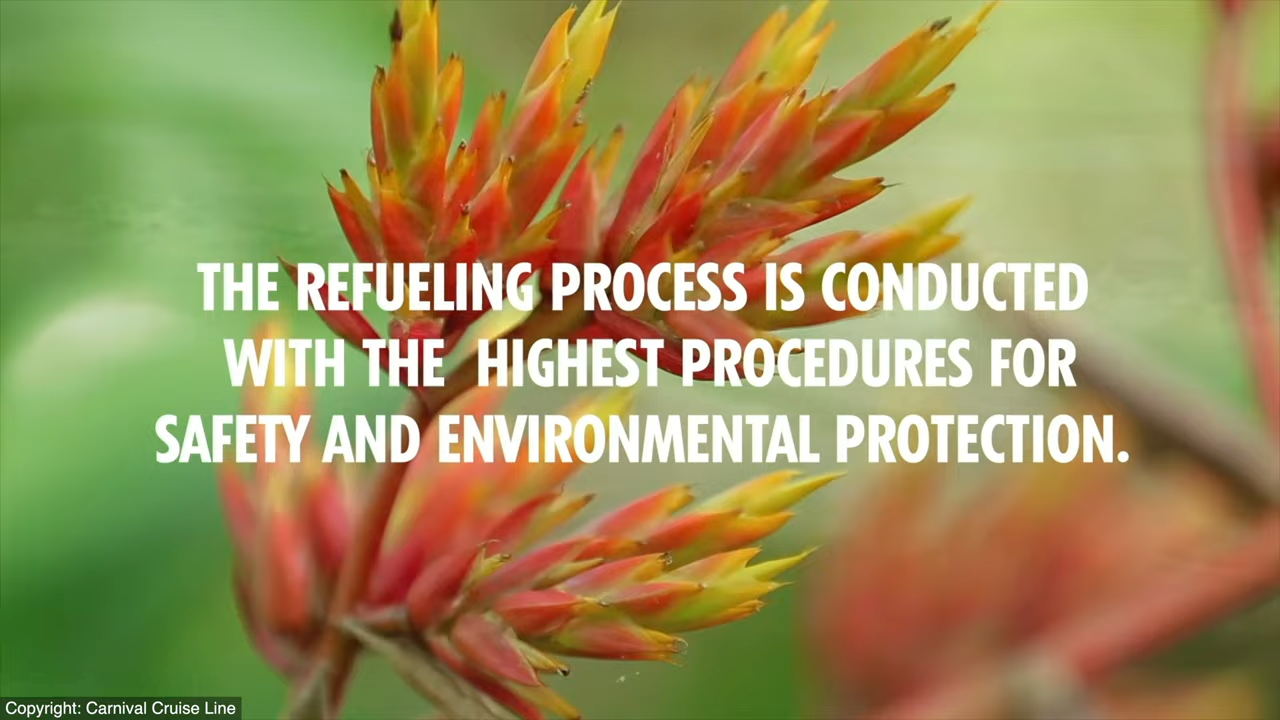 THE REFUELING PROCESS IS CONDUCTED
WITH THE HIGHEST PROCEDURES FOR
SAFETY AND ENVIRONMENTAL PROTECTION.
Copyright: Carnival Cruise Line